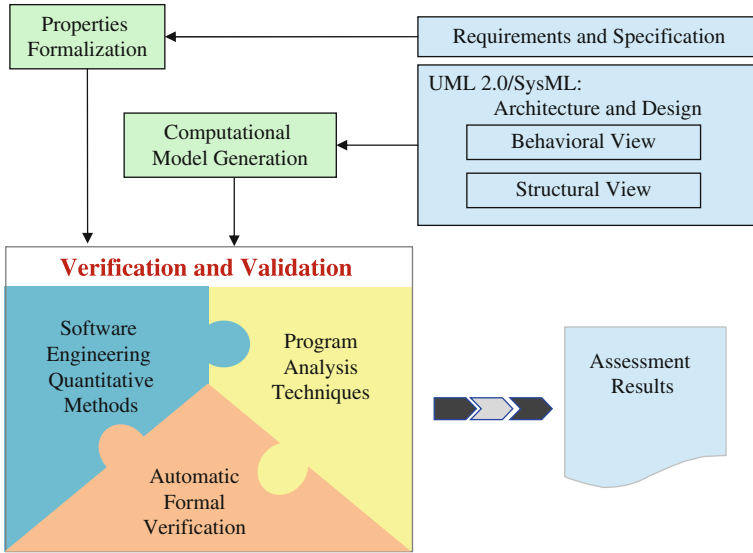 Properties
Formalization
Requirements and Specification
UML 2.0/SysML:
Architecture and Design
Behavioral View
Structural View
Computational
Model Generation
Verification and Validation
Software
Engineering
Quantitative
Methods
Program
Analysis
Techniques
Automatic
Formal
Verification
Assessment
Results